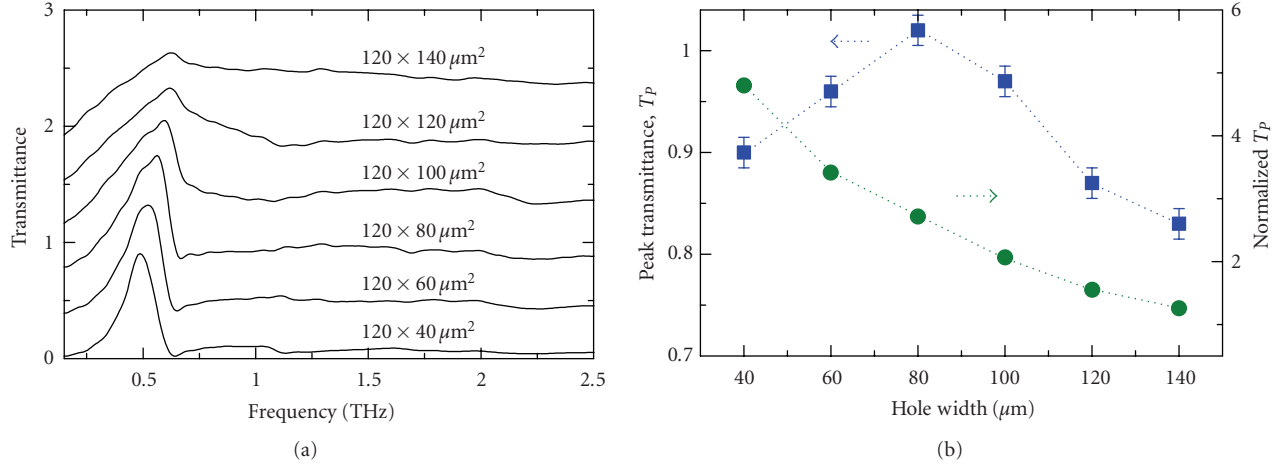 3
2
1
0
Transmittance
120 × 140 μm²
120 × 120 μm²
120 × 100 μm²
120 × 80 μm²
120 × 60 μm²
120 × 40 μm²
0.5 1 1.5 2 2.5
Frequency (THz)
(a)
1
0.9
0.8
0.7
Peak transmittance, T_P
6
4
2
Normalized T_P
40 60 80 100 120 140
Hole width (μm)
(b)